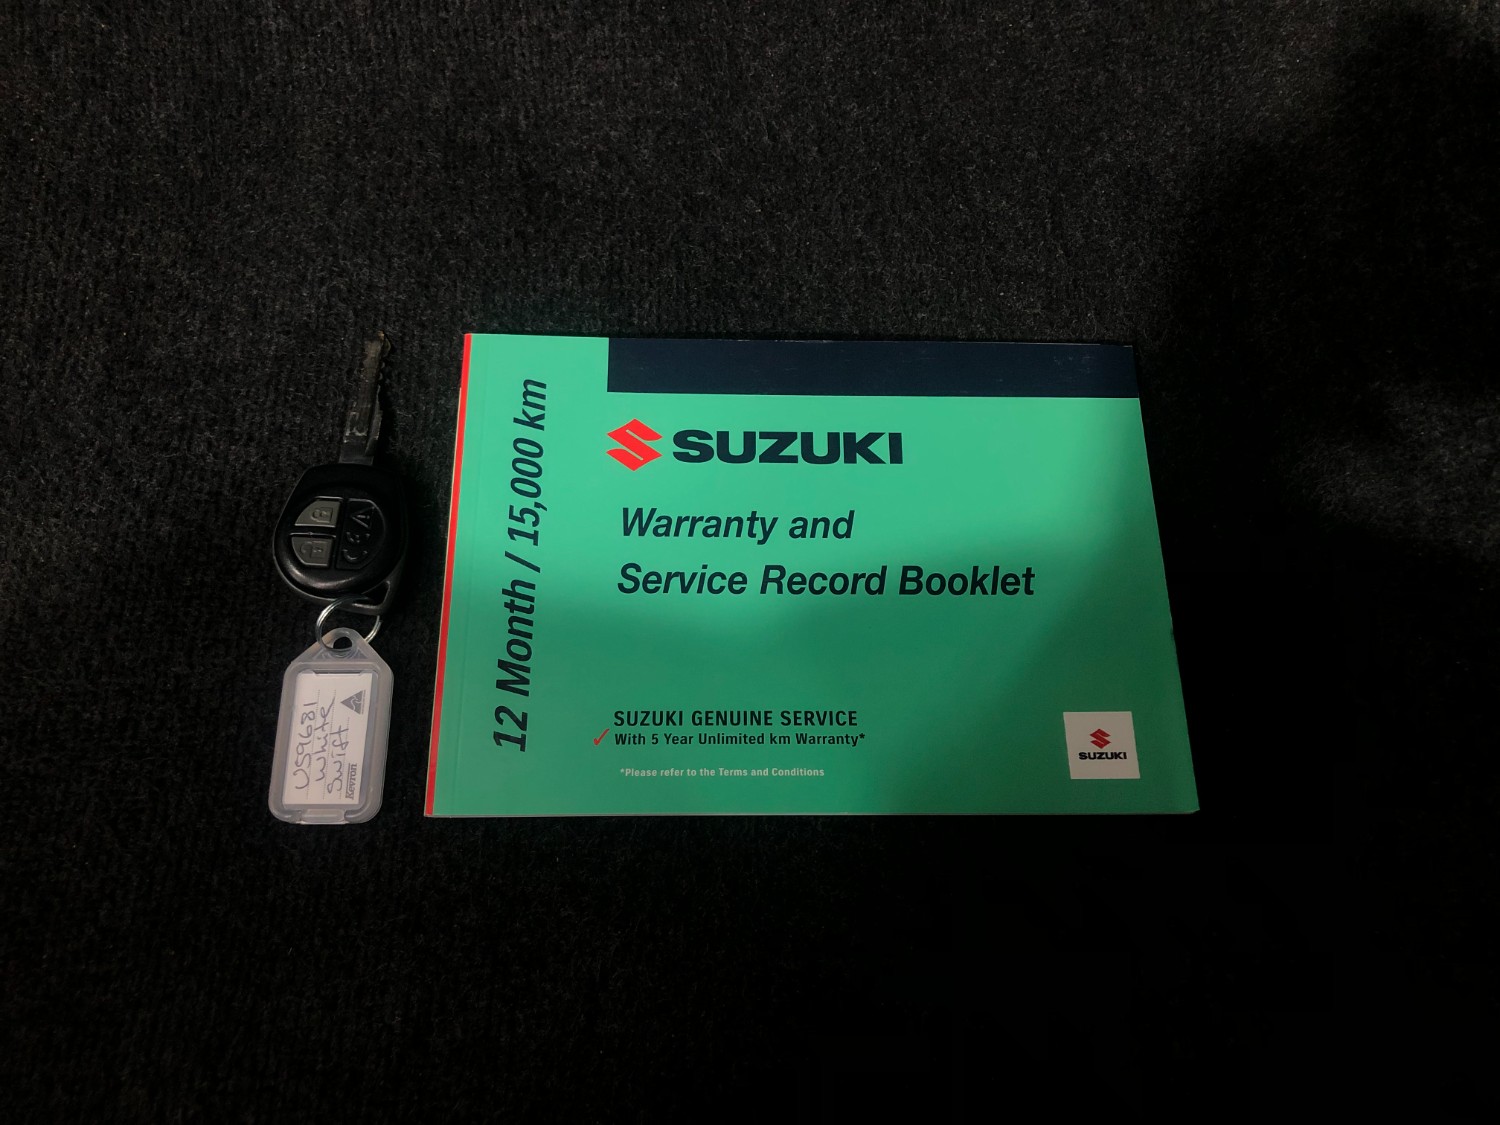 US9681
White
Swift
Kevron
12 Month / 15,000 km
SUZUKI
Warranty and
Service Record Booklet
SUZUKI GENUINE SERVICE
With 5 Year Unlimited km Warranty*
*Please refer to the Terms and Conditions
SUZUKI